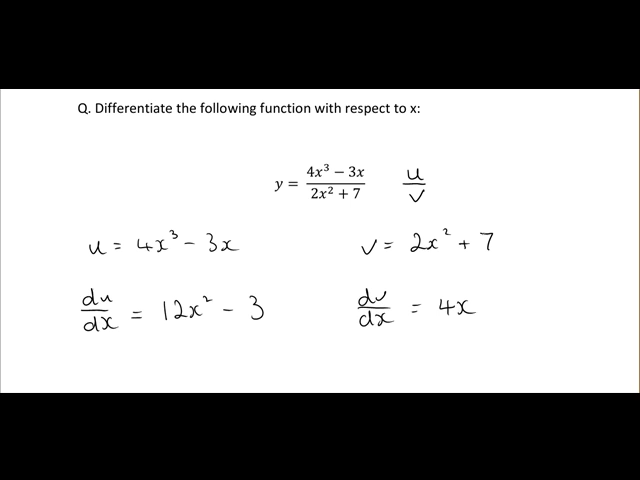 Q. Differentiate the following function with respect to x:
y = (4x³ − 3x)/(2x² + 7) u/v
u = 4x³ − 3x v = 2x² + 7
du/dx = 12x² − 3 dv/dx = 4x